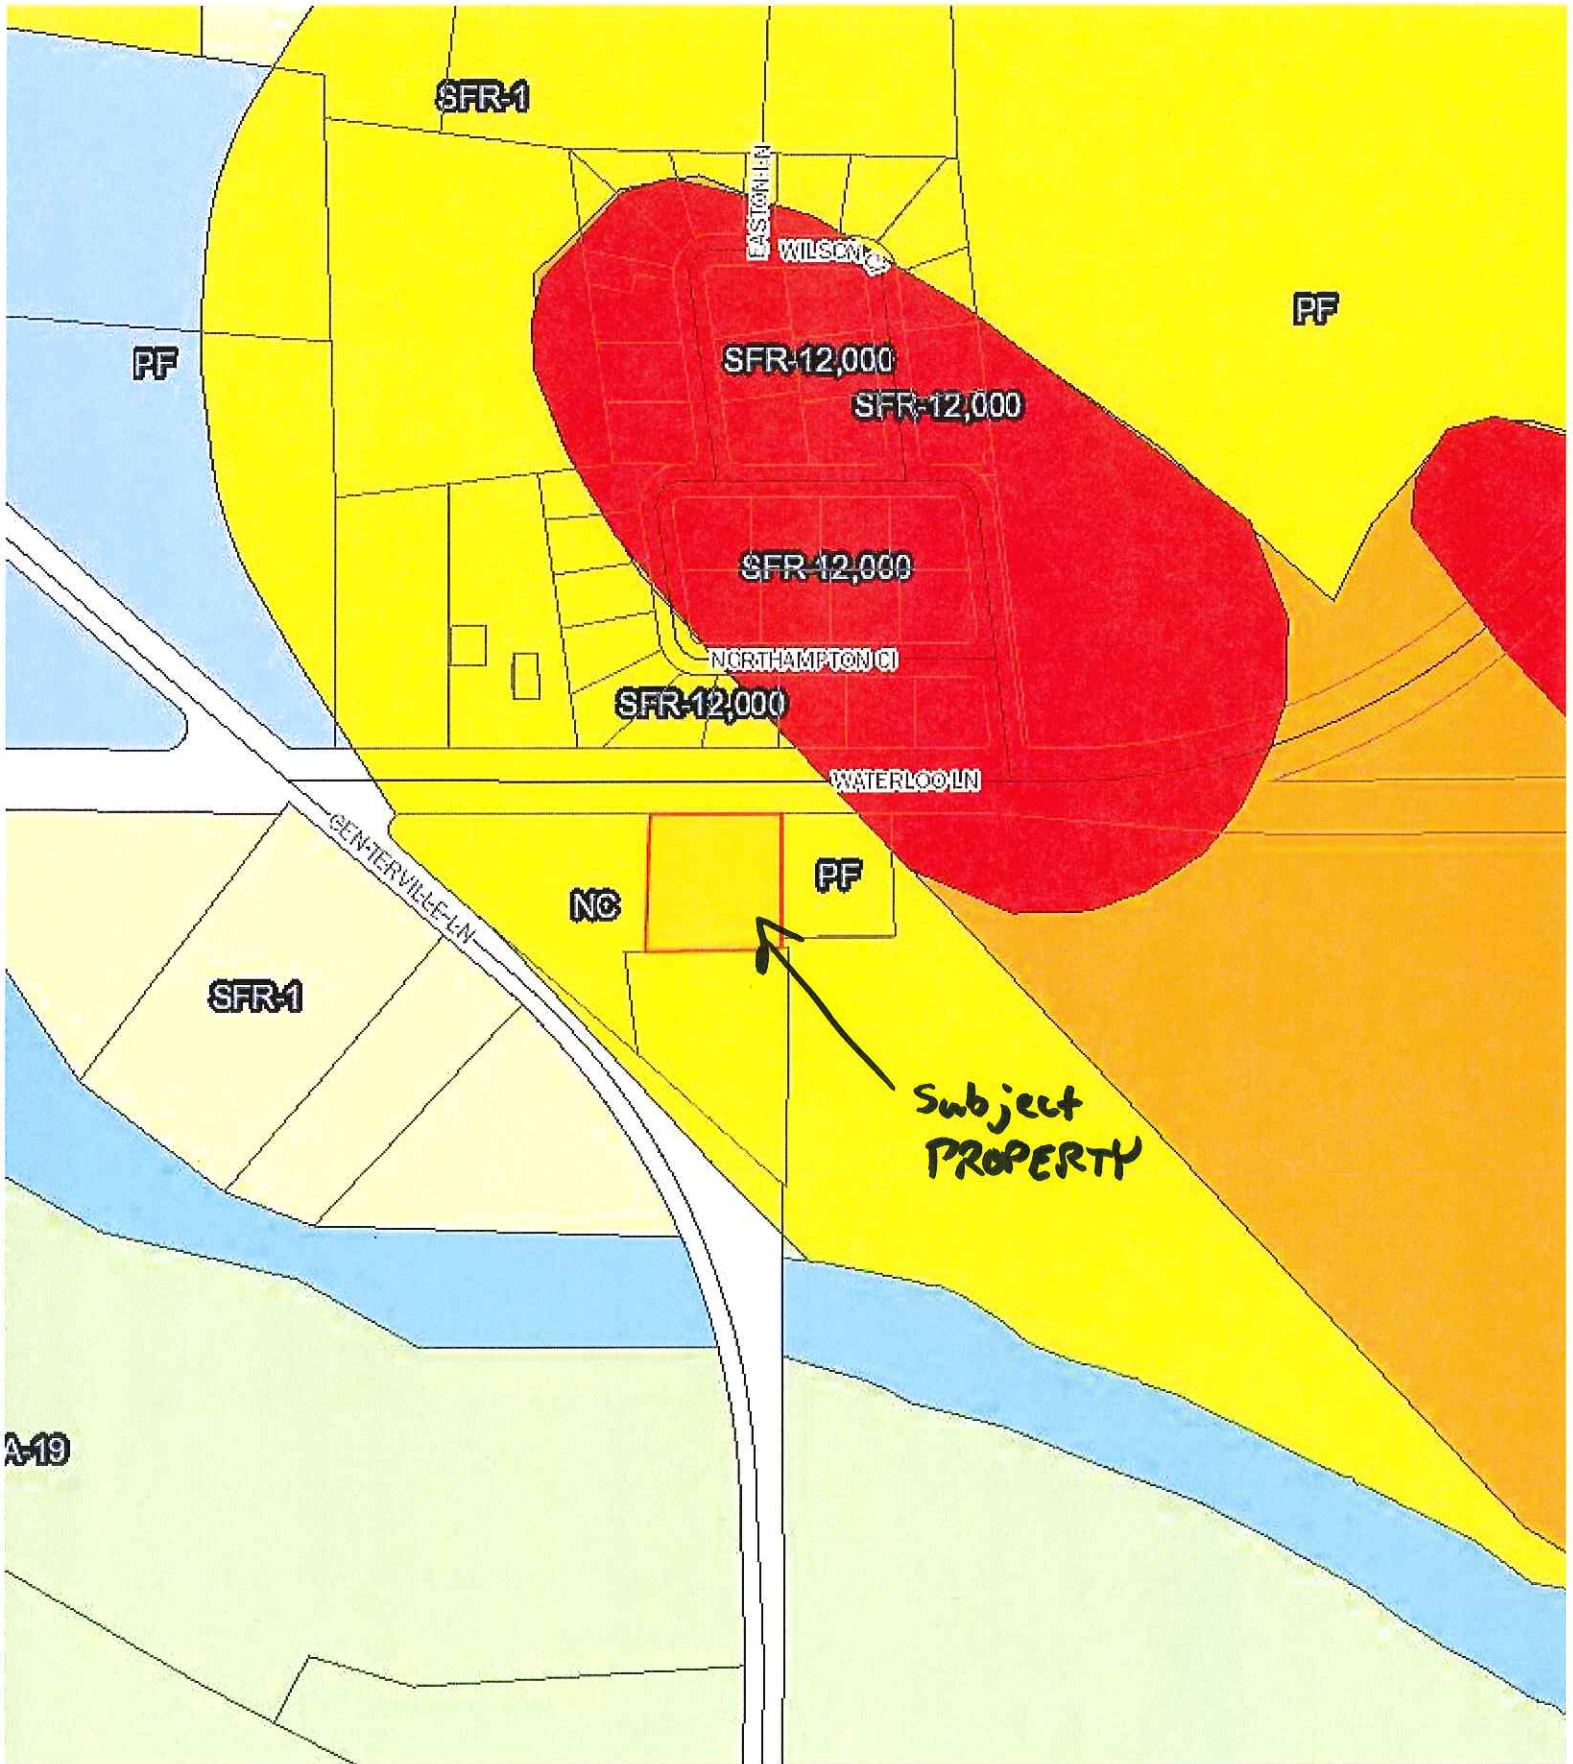 SFR-1
EASTON LN
WILSON CI
PF
PF
SFR-12,000
SFR-12,000
SFR-12,000
NORTHAMPTON CI
SFR-12,000
WATERLOO LN
CENTERVILLE LN
PF
NC
SFR-1
Subject
PROPERTY
A-19